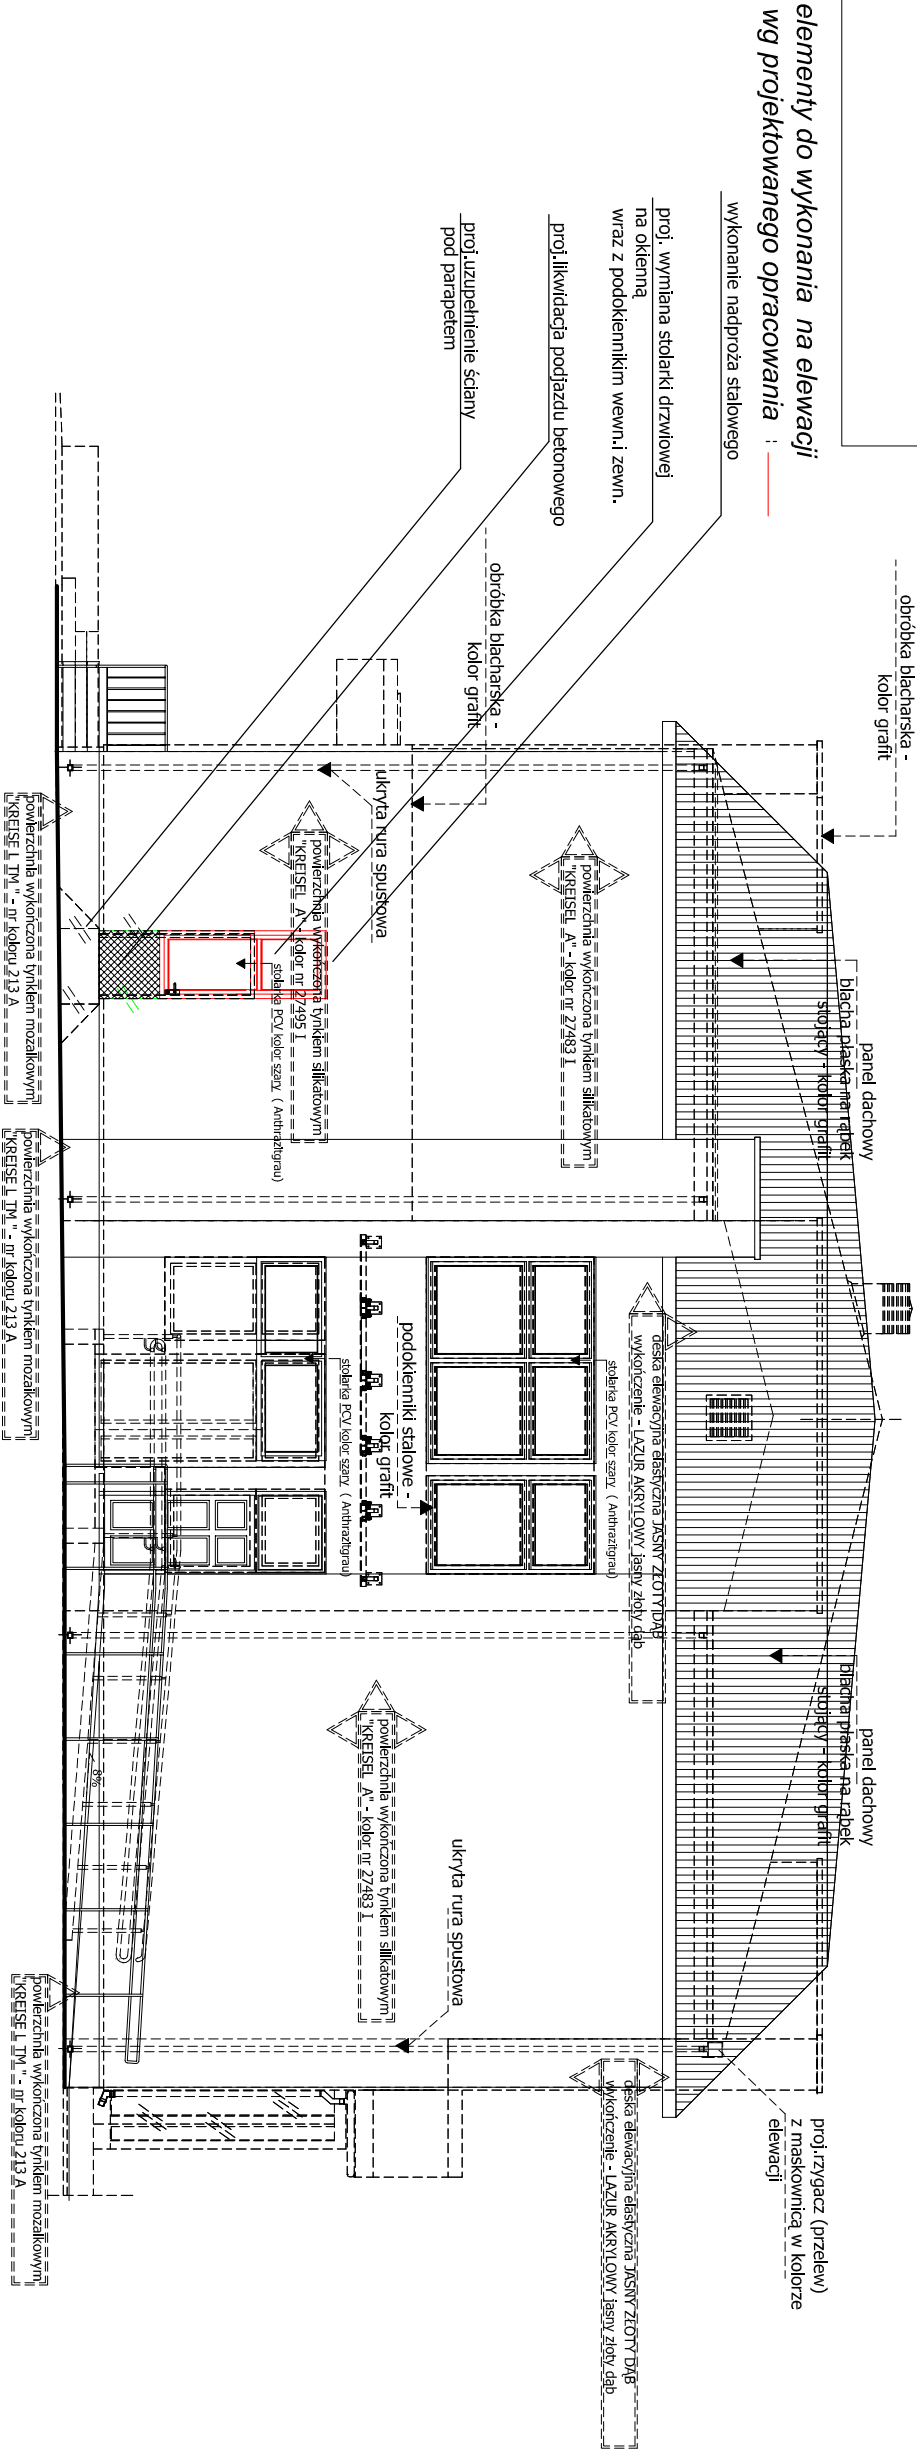 elementy do wykonania na elewacji
wg projektowanego opracowania :
wykonanie nadproża stalowego
proj. wymiana stolarki drzwiowej
na okienną
wraz z podokiennikim wewn.i zewn.
proj.likwidacja podjazdu betonowego
proj.uzupełnienie ściany
pod parapetem
obróbka blacharska -
kolor grafit
obróbka blacharska -
kolor grafit
ukryta rura spustowa
powierzchnia wykończona tynkiem silikatowym
"KREISEL A" - kolor nr 27483 I
powierzchnia wykończona tynkiem silikatowym
"KREISEL A" - kolor nr 27495 I
stolarka PCV kolor szary ( Anthrazitgrau)
powierzchnia wykończona tynkiem mozaikowym
"KREISE L TM " - nr koloru 213 A
panel dachowy
blacha płaska na rąbek
stojący - kolor grafit
powierzchnia wykończona tynkiem mozaikowym
"KREISE L TM " - nr koloru 213 A
deska elewacyjna elastyczna JASNY ZŁOTY DĄB
wykończenie - LAZUR AKRYLOWY jasny złoty dąb
stolarka PCV kolor szary ( Anthrazitgrau)
podokienniki stalowe -
kolor grafit
stolarka PCV kolor szary ( Anthrazitgrau)
panel dachowy
blacha płaska na rąbek
stojący - kolor grafit
powierzchnia wykończona tynkiem silikatowym
"KREISEL A" - kolor nr 27483 I
8%
ukryta rura spustowa
powierzchnia wykończona tynkiem mozaikowym
"KREISE L TM " - nr koloru 213 A
proj.rzygacz (przelew)
z maskownicą w kolorze
elewacji
deska elewacyjna elastyczna JASNY ZŁOTY DĄB
wykończenie - LAZUR AKRYLOWY jasny złoty dąb